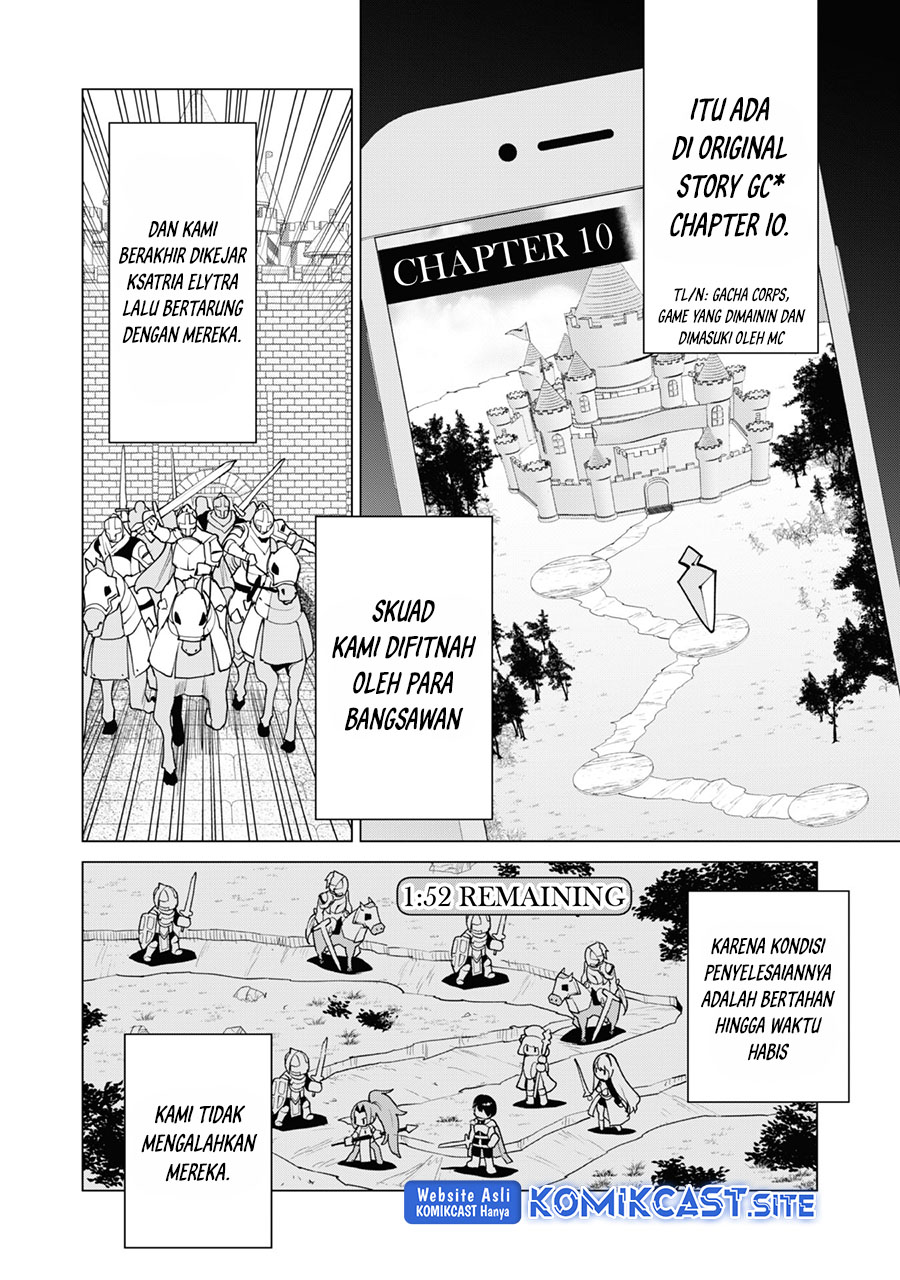 ITU ADA
DI ORIGINAL
STORY GC*
CHAPTER 10.
TL/N: GACHA CORPS,
GAME YANG DIMAININ DAN
DIMASUKI OLEH MC
CHAPTER 10
SKUAD
KAMI DIFITNAH
OLEH PARA
BANGSAWAN
DAN KAMI
BERAKHIR DIKEJAR
KSATRIA ELYTRA
LALU BERTARUNG
DENGAN MEREKA.
1:52 REMAINING
KARENA KONDISI
PENYELESAIANNYA
ADALAH BERTAHAN
HINGGA WAKTU
HABIS
KAMI TIDAK
MENGALAHKAN
MEREKA.
Website Asli
KOMIKCAST Hanya
KOMIKCAST.SITE